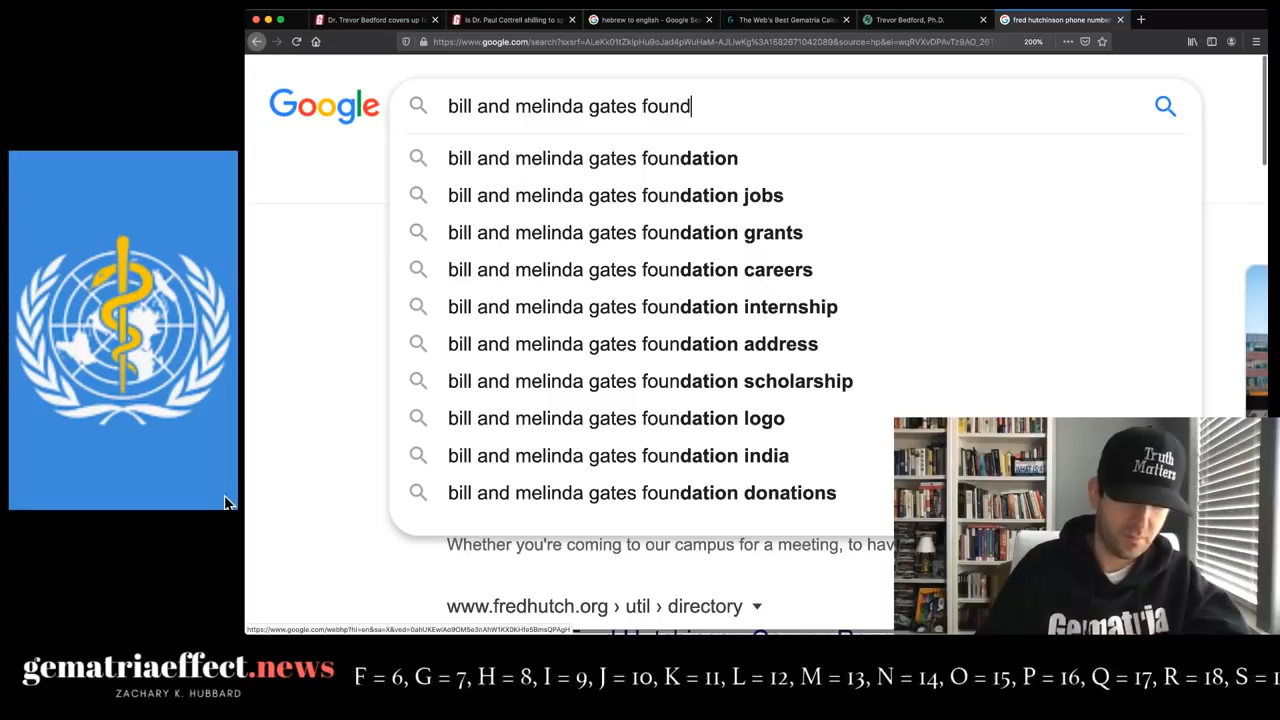 Dr. Trevor Bedford covers up f
Is Dr. Paul Cottrell shilling to sp
hebrew to english - Google Se
The Web's Best Gematria Calc
Trevor Bedford, Ph.D.
fred hutchinson phone number
200%
Google
bill and melinda gates found
bill and melinda gates foundation
bill and melinda gates foundation jobs
bill and melinda gates foundation grants
bill and melinda gates foundation careers
bill and melinda gates foundation internship
bill and melinda gates foundation address
bill and melinda gates foundation scholarship
bill and melinda gates foundation logo
bill and melinda gates foundation india
bill and melinda gates foundation donations
Whether you're coming to our campus for a meeting, to hav
www.fredhutch.org › util › directory
Truth
Matters
Gematria
gematriaeffect.news
ZACHARY K. HUBBARD
F = 6, G = 7, H = 8, I = 9, J = 10, K = 11, L = 12, M = 13, N = 14, O = 15, P = 16, Q = 17, R = 18, S = 1